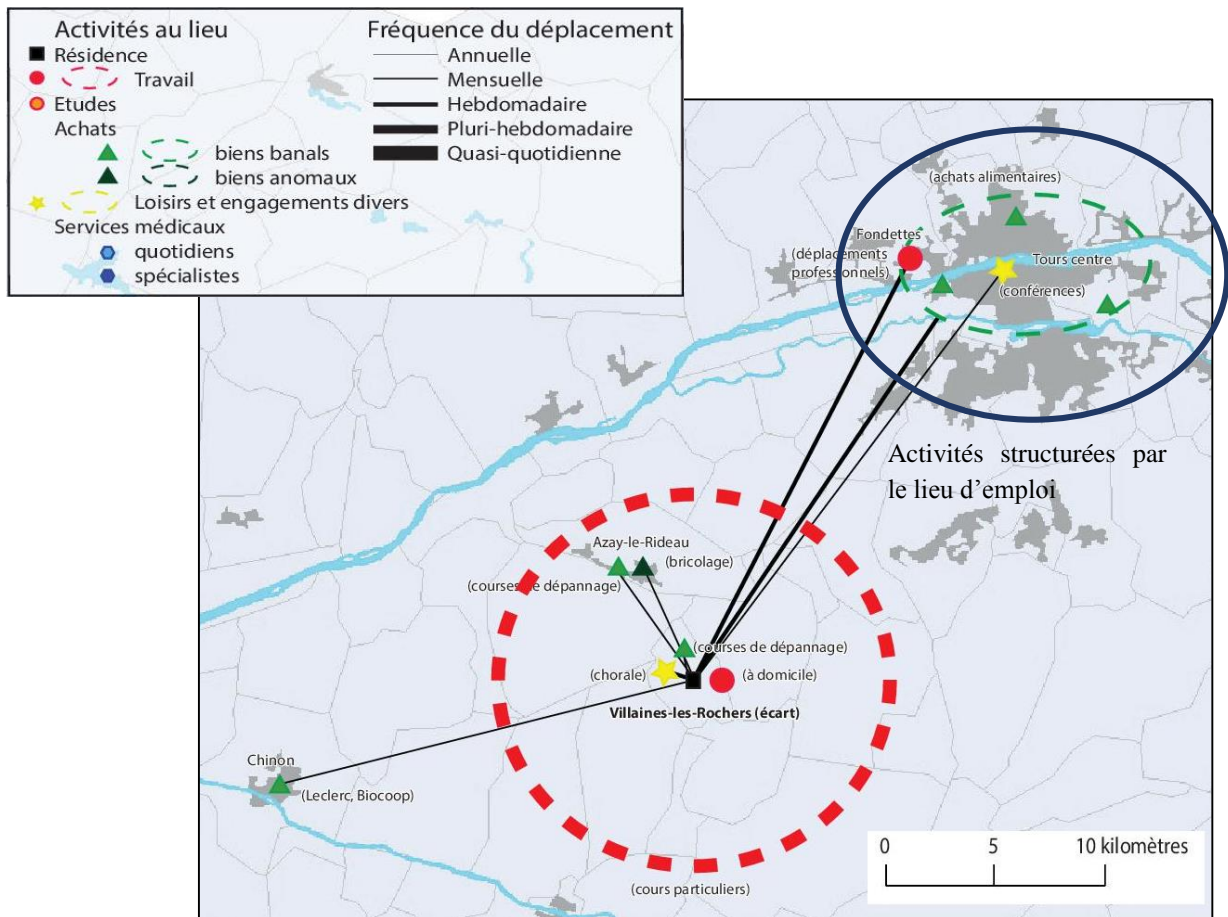 Activités au lieu
Résidence
Travail
Etudes
Achats
biens banals
biens anomaux
Loisirs et engagements divers
Services médicaux
quotidiens
spécialistes
Fréquence du déplacement
Annuelle
Mensuelle
Hebdomadaire
Pluri-hebdomadaire
Quasi-quotidienne
(achats alimentaires)
Fondettes
(déplacements
professionnels)
Tours centre
(conférences)
Activités structurées par
le lieu d'emploi
Azay-le-Rideau
(bricolage)
(courses de dépannage)
(courses de dépannage)
(chorale)
(à domicile)
Villaines-les-Rochers (écart)
Chinon
(Leclerc, Biocoop)
(cours particuliers)
0 5 10 kilomètres